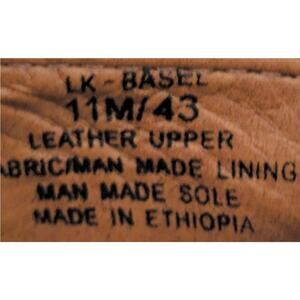 LK-BASEL
11M/43
LEATHER UPPER
ABRIC/MAN MADE LINING
MAN MADE SOLE
MADE IN ETHIOPIA